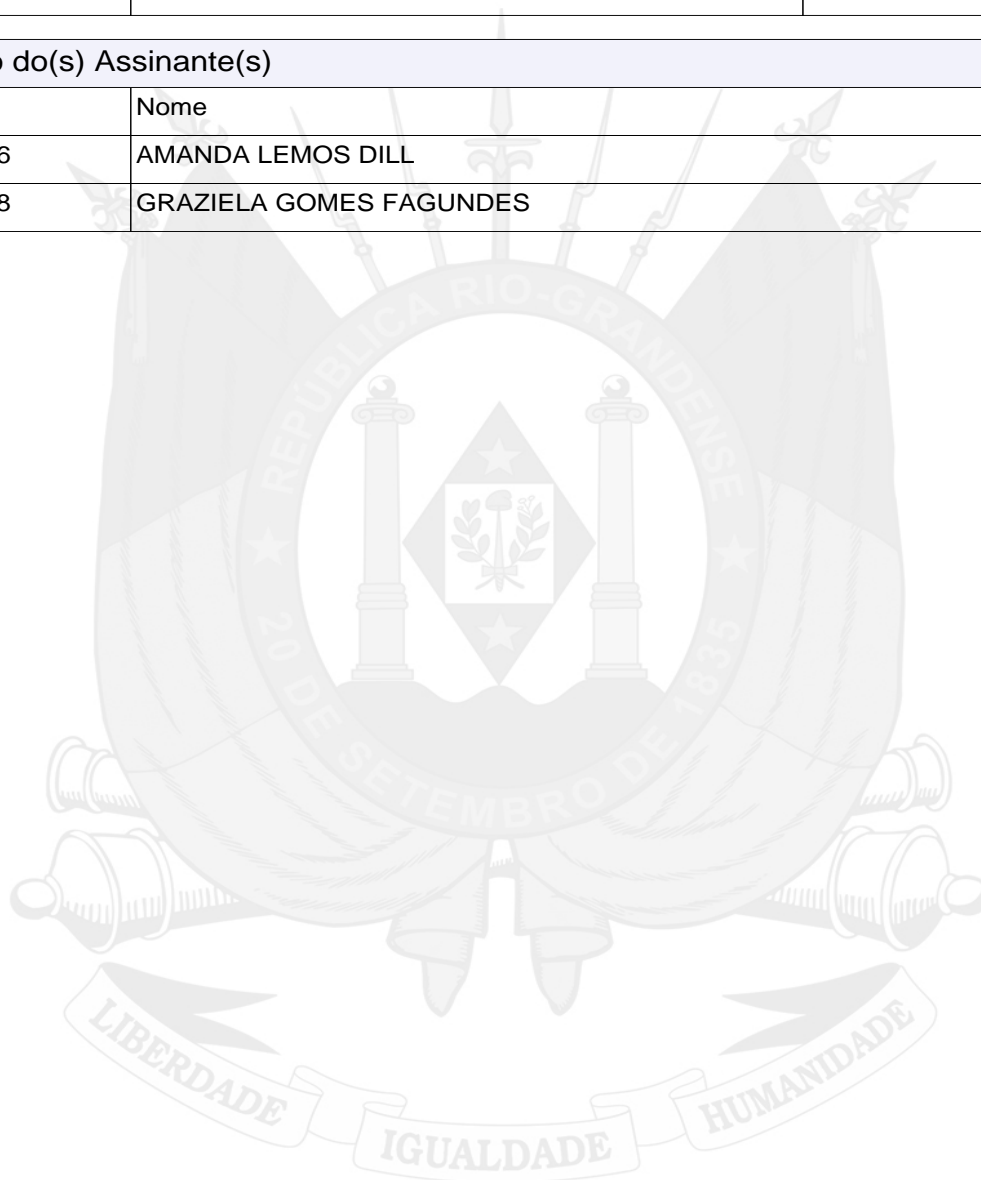 o do(s) Assinante(s)
Nome
6 AMANDA LEMOS DILL
8 GRAZIELA GOMES FAGUNDES
REPÚBLICA RIO-GRANDENSE
★ 20 DE SETEMBRO DE 1835 ★
LIBERDADE
IGUALDADE
HUMANIDADE